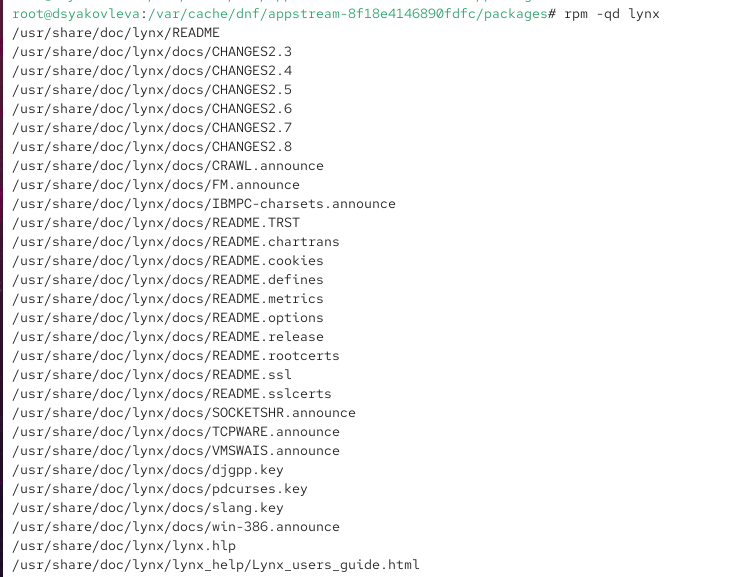 root@dsyakovleva:/var/cache/dnf/appstream-8f18e4146890fdfc/packages# rpm -qd lynx
/usr/share/doc/lynx/README
/usr/share/doc/lynx/docs/CHANGES2.3
/usr/share/doc/lynx/docs/CHANGES2.4
/usr/share/doc/lynx/docs/CHANGES2.5
/usr/share/doc/lynx/docs/CHANGES2.6
/usr/share/doc/lynx/docs/CHANGES2.7
/usr/share/doc/lynx/docs/CHANGES2.8
/usr/share/doc/lynx/docs/CRAWL.announce
/usr/share/doc/lynx/docs/FM.announce
/usr/share/doc/lynx/docs/IBMPC-charsets.announce
/usr/share/doc/lynx/docs/README.TRST
/usr/share/doc/lynx/docs/README.chartrans
/usr/share/doc/lynx/docs/README.cookies
/usr/share/doc/lynx/docs/README.defines
/usr/share/doc/lynx/docs/README.metrics
/usr/share/doc/lynx/docs/README.options
/usr/share/doc/lynx/docs/README.release
/usr/share/doc/lynx/docs/README.rootcerts
/usr/share/doc/lynx/docs/README.ssl
/usr/share/doc/lynx/docs/README.sslcerts
/usr/share/doc/lynx/docs/SOCKETSHR.announce
/usr/share/doc/lynx/docs/TCPWARE.announce
/usr/share/doc/lynx/docs/VMSWAIS.announce
/usr/share/doc/lynx/docs/djgpp.key
/usr/share/doc/lynx/docs/pdcurses.key
/usr/share/doc/lynx/docs/slang.key
/usr/share/doc/lynx/docs/win-386.announce
/usr/share/doc/lynx/lynx.hlp
/usr/share/doc/lynx/lynx_help/Lynx_users_guide.html